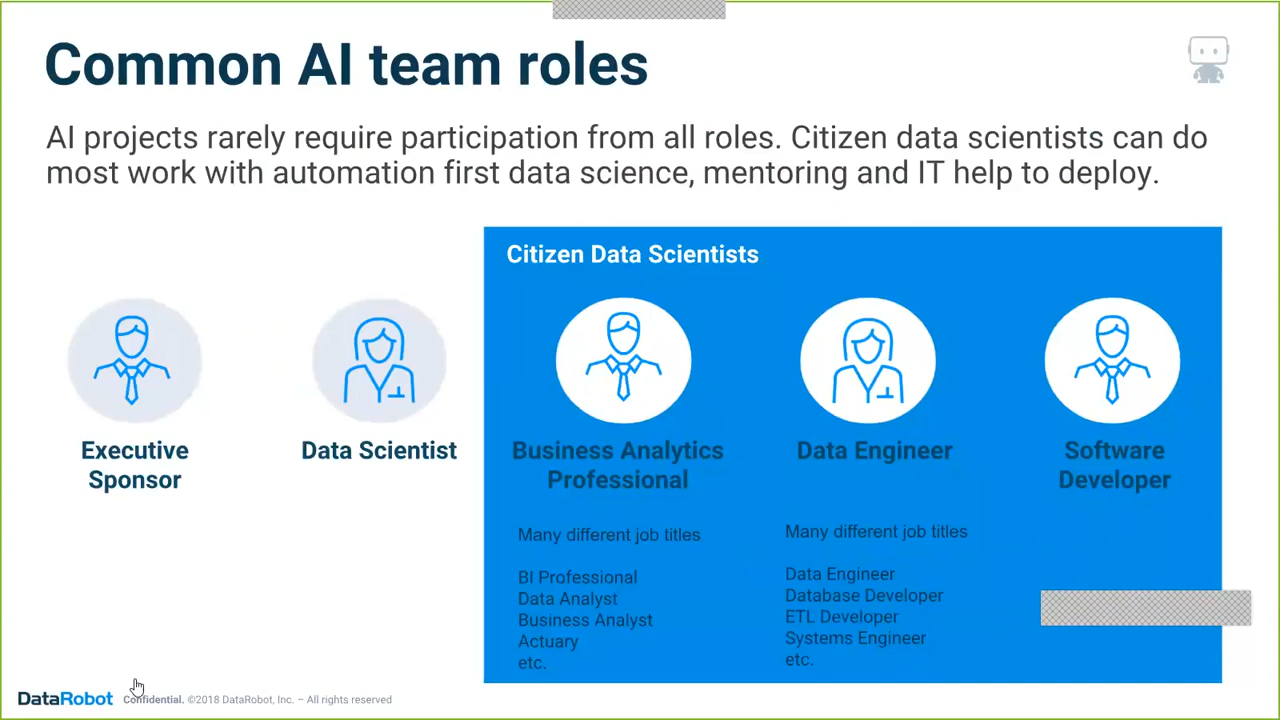 Common AI team roles
AI projects rarely require participation from all roles. Citizen data scientists can do
most work with automation first data science, mentoring and IT help to deploy.
Citizen Data Scientists
Executive
Sponsor
Data Scientist
Business Analytics
Professional
Data Engineer
Software
Developer
Many different job titles
BI Professional
Data Analyst
Business Analyst
Actuary
etc.
Many different job titles
Data Engineer
Database Developer
ETL Developer
Systems Engineer
etc.
DataRobot
Confidential. ©2018 DataRobot, Inc. – All rights reserved